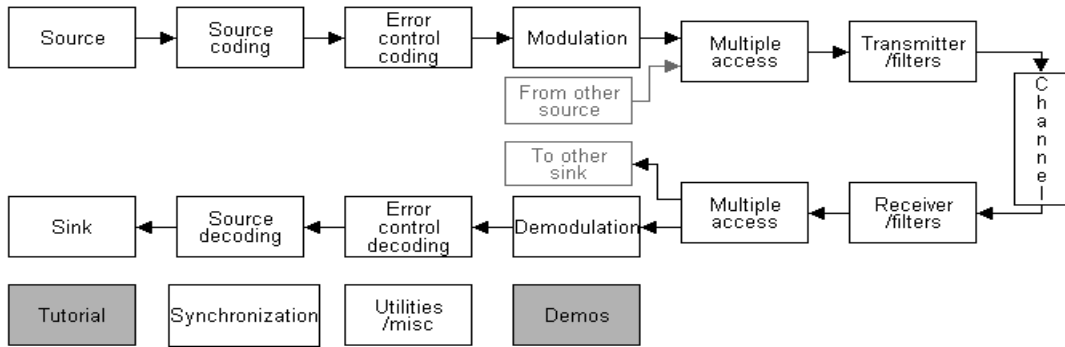 Source
Source
coding
Error
control
coding
Modulation
Multiple
access
Transmitter
/filters
From other
source
Channel
To other
sink
Sink
Source
decoding
Error
control
decoding
Demodulation
Multiple
access
Receiver
/filters
Tutorial
Synchronization
Utilities
/misc
Demos